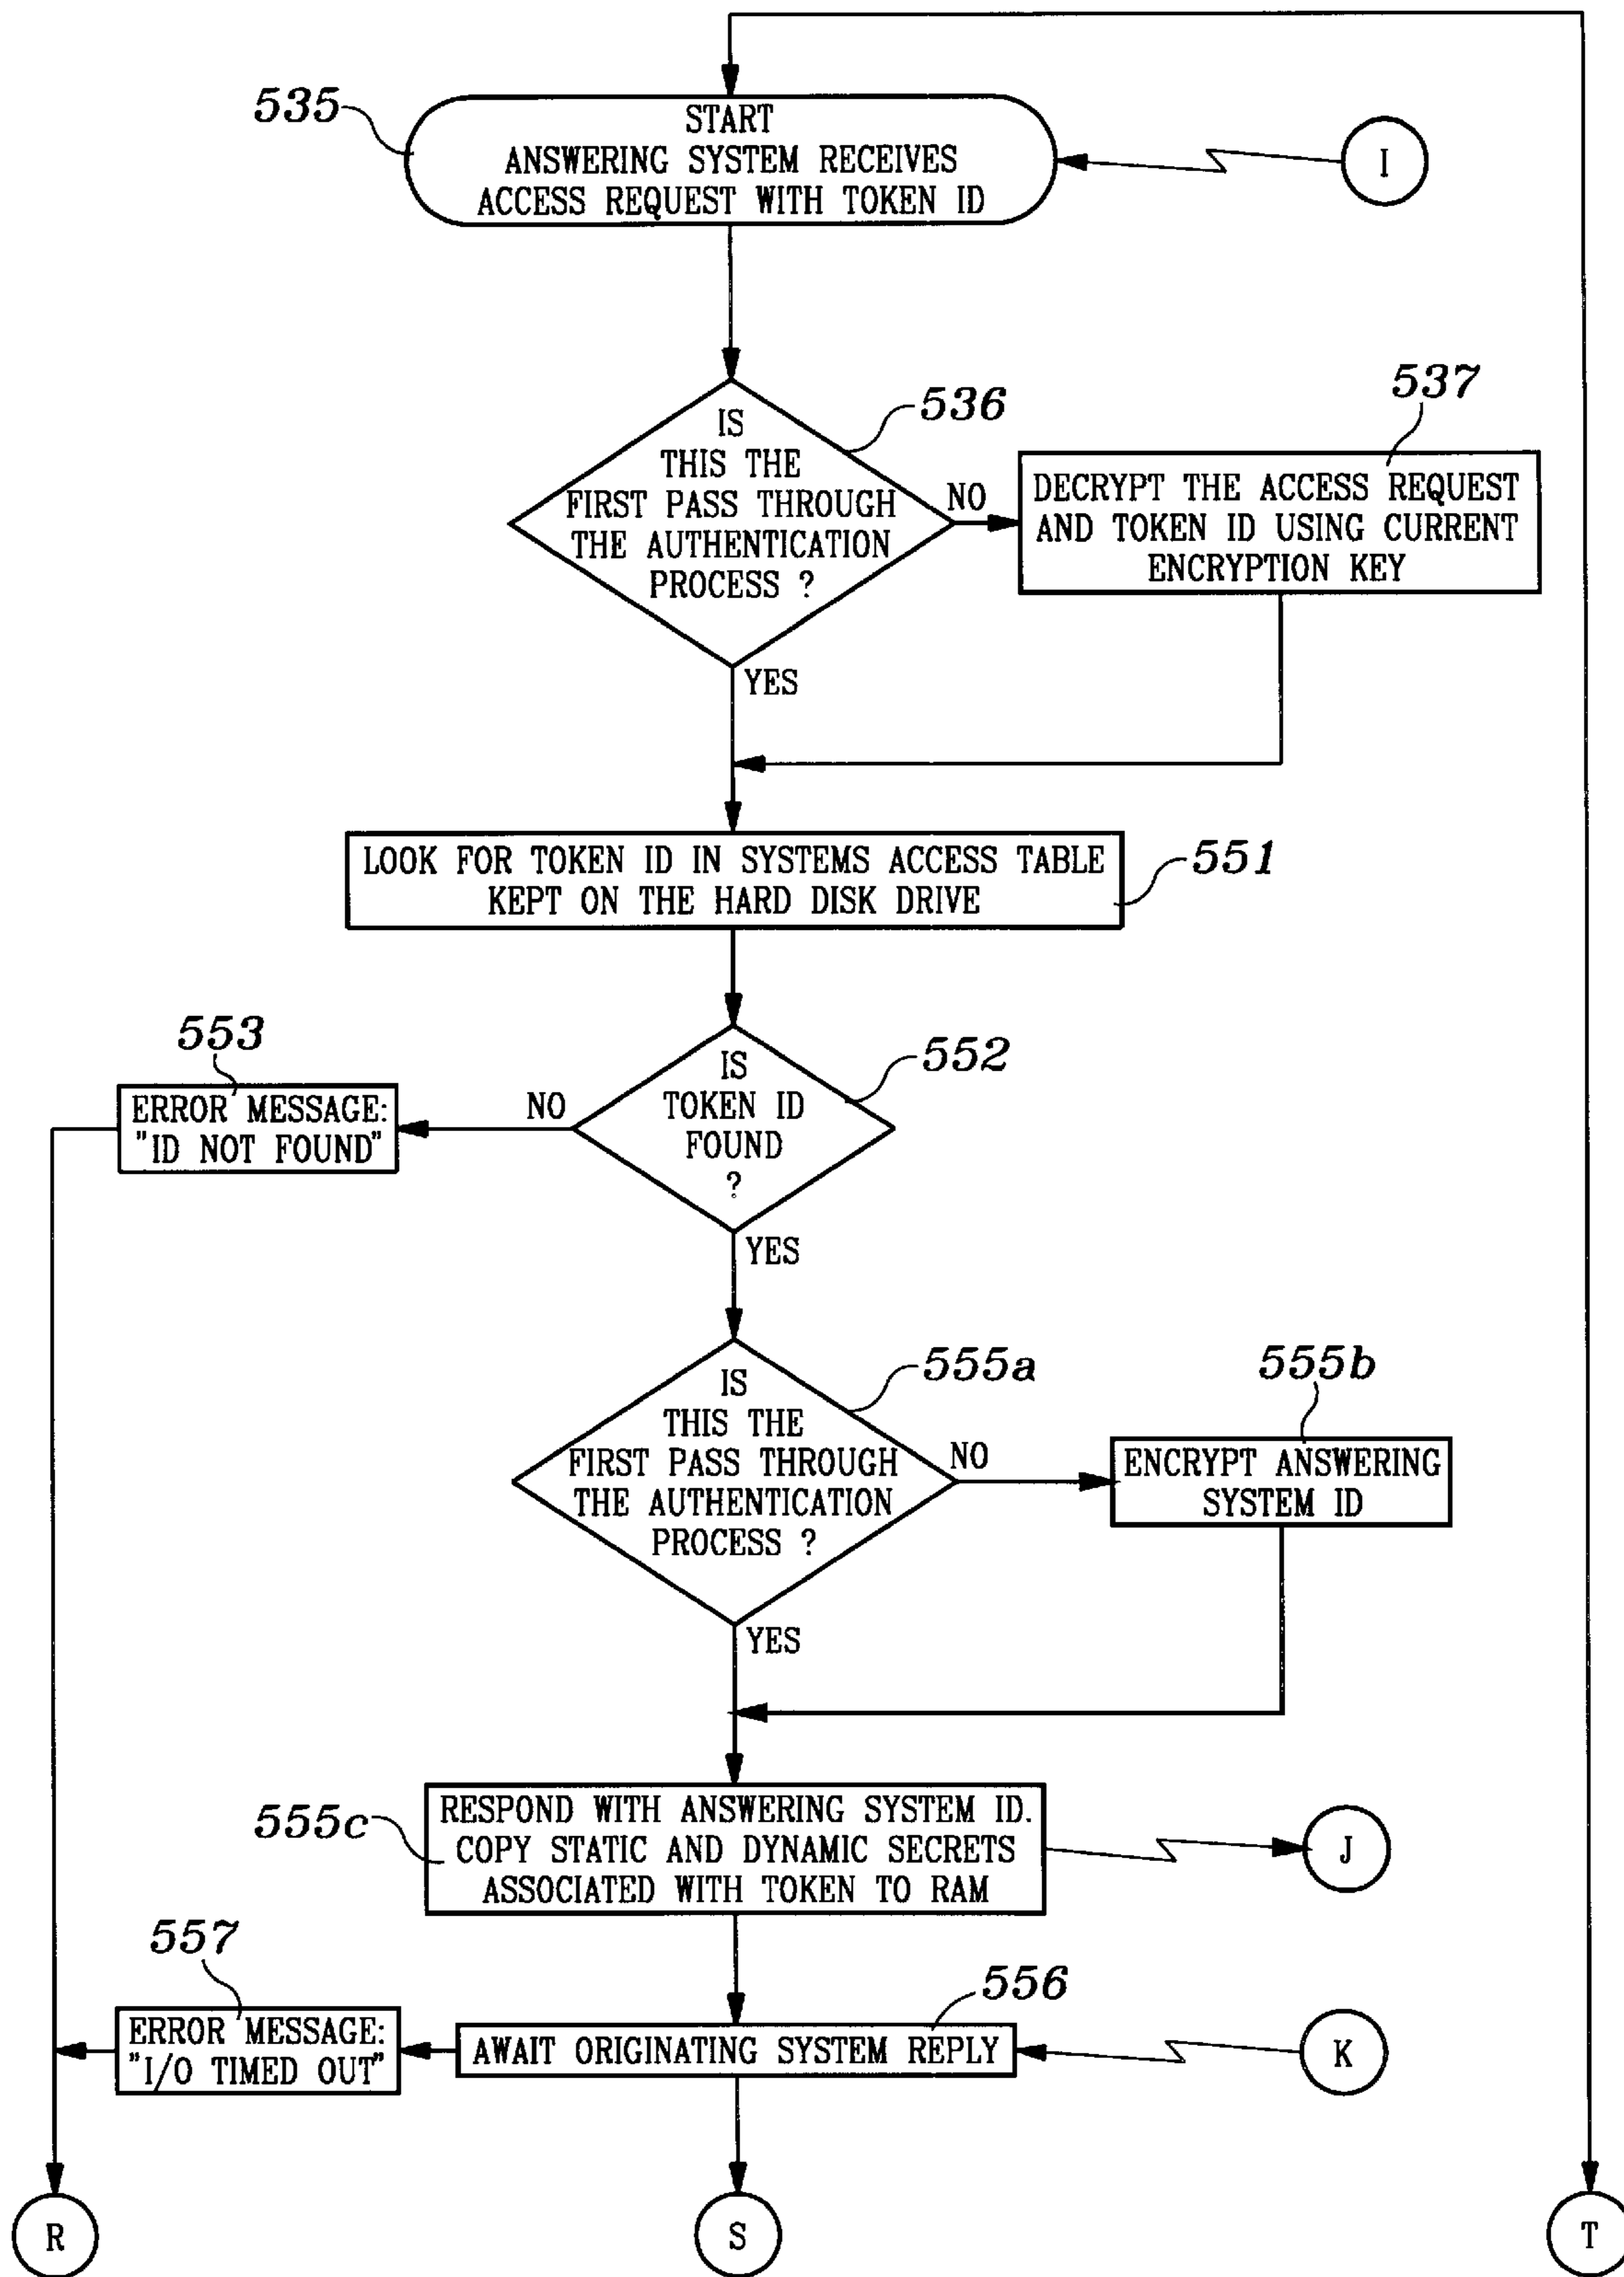 535
START
ANSWERING SYSTEM RECEIVES
ACCESS REQUEST WITH TOKEN ID
I
536
IS
THIS THE
FIRST PASS THROUGH
THE AUTHENTICATION
PROCESS ?
NO
537
DECRYPT THE ACCESS REQUEST
AND TOKEN ID USING CURRENT
ENCRYPTION KEY
YES
LOOK FOR TOKEN ID IN SYSTEMS ACCESS TABLE
KEPT ON THE HARD DISK DRIVE
551
553
ERROR MESSAGE:
"ID NOT FOUND"
NO
552
IS
TOKEN ID
FOUND
?
YES
555a
IS
THIS THE
FIRST PASS THROUGH
THE AUTHENTICATION
PROCESS ?
NO
555b
ENCRYPT ANSWERING
SYSTEM ID
YES
555c
RESPOND WITH ANSWERING SYSTEM ID.
COPY STATIC AND DYNAMIC SECRETS
ASSOCIATED WITH TOKEN TO RAM
J
557
ERROR MESSAGE:
"I/O TIMED OUT"
556
AWAIT ORIGINATING SYSTEM REPLY
K
R
S
T